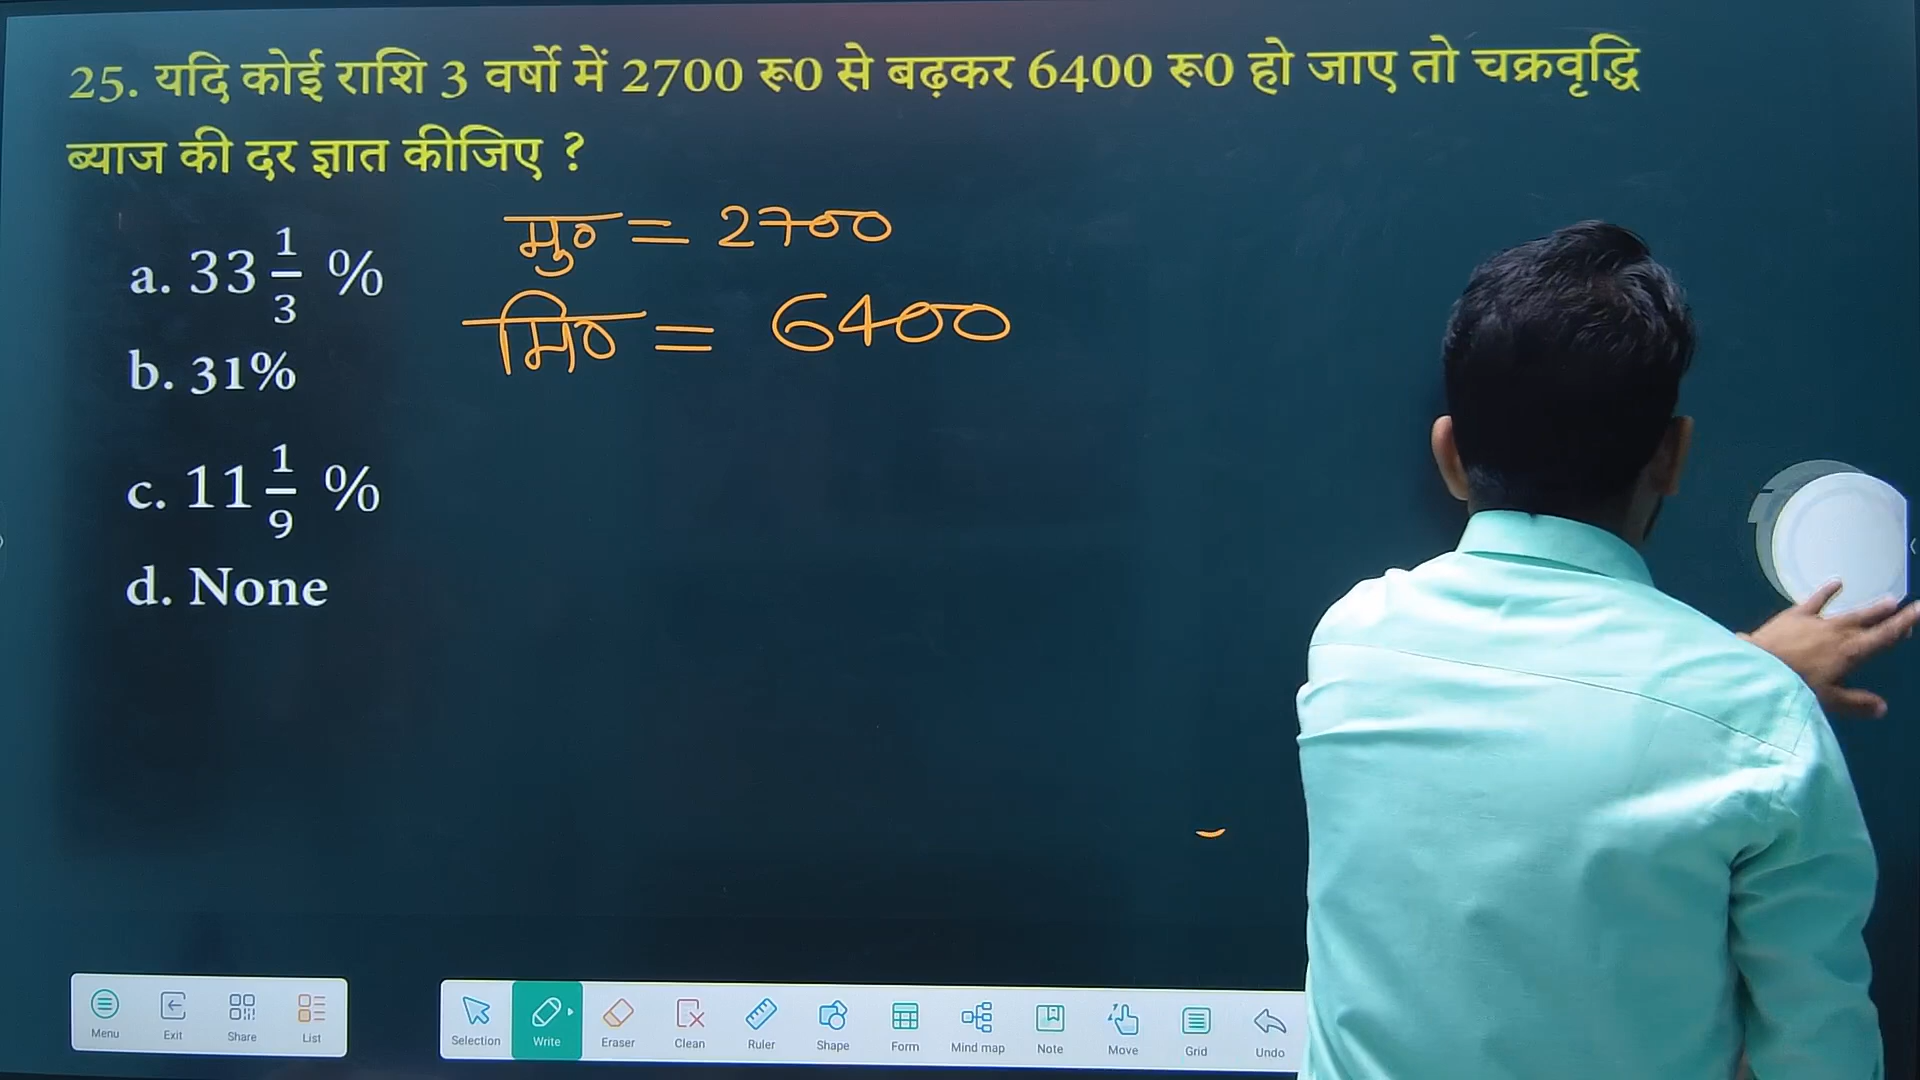 25. यदि कोई राशि 3 वर्षो में 2700 रू0 से बढ़कर 6400 रू0 हो जाए तो चक्रवृद्धि
ब्याज की दर ज्ञात कीजिए ?
मु० = 2700
मि० = 6400
a. 33 1/3 %
b. 31%
c. 11 1/9 %
d. None
Menu Exit Share List
Selection Write Eraser Clean Ruler Shape Form Mind map Note Move Grid Undo